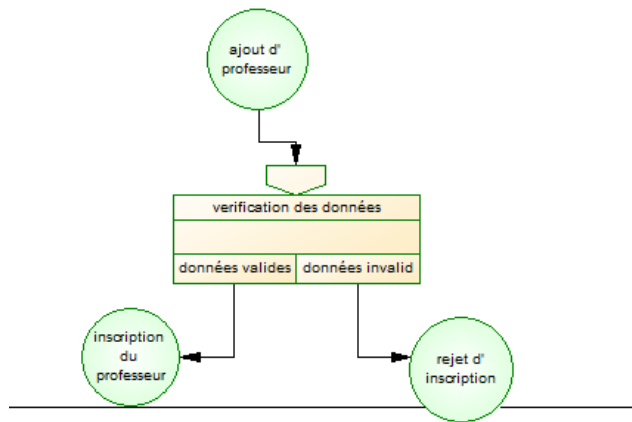 ajout d'
professeur
verification des données
données valides
données invalid
inscription
du
professeur
rejet d'
inscription